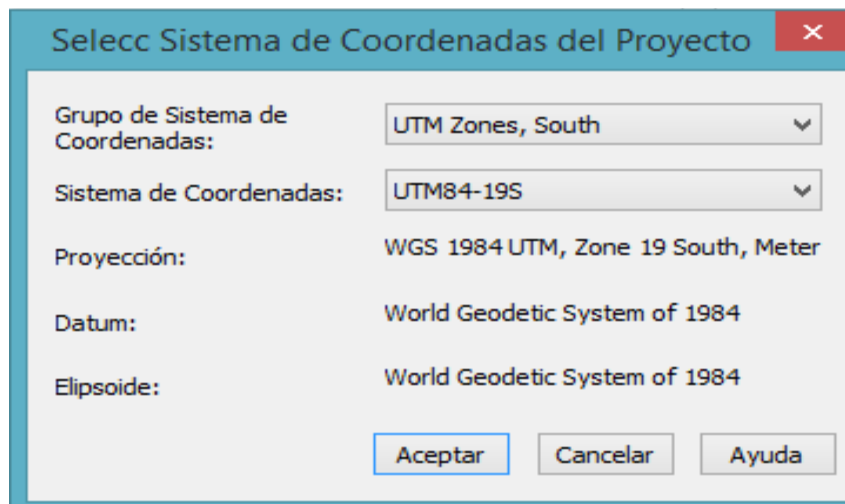 Selecc Sistema de Coordenadas del Proyecto
Grupo de Sistema de
Coordenadas:
UTM Zones, South
Sistema de Coordenadas:
UTM84-19S
Proyección:
WGS 1984 UTM, Zone 19 South, Meter
Datum:
World Geodetic System of 1984
Elipsoide:
World Geodetic System of 1984
Aceptar
Cancelar
Ayuda